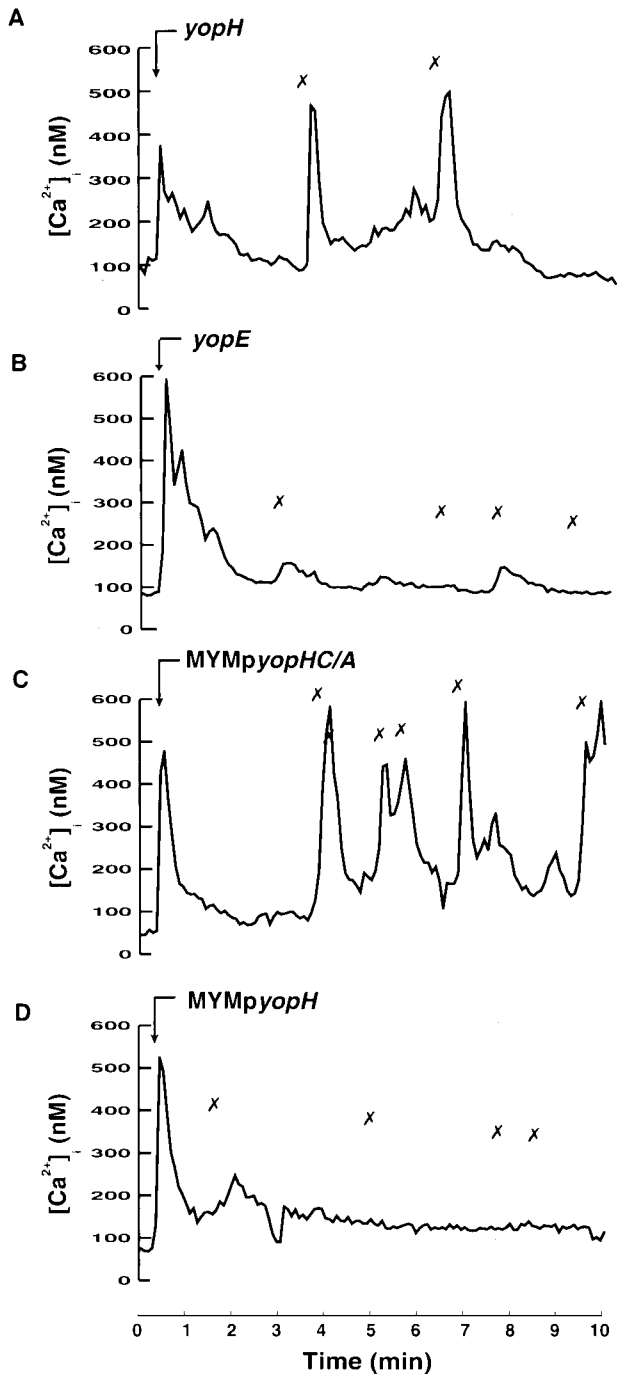 A
yopH
600
500
400
300
200
100
0
[Ca²⁺]ᵢ (nM)
✗ ✗
B
yopE
600
500
400
300
200
100
0
[Ca²⁺]ᵢ (nM)
✗ ✗ ✗ ✗
C
MYMpyopHC/A
600
500
400
300
200
100
0
[Ca²⁺]ᵢ (nM)
✗ ✗ ✗ ✗ ✗
D
MYMpyopH
600
500
400
300
200
100
0
[Ca²⁺]ᵢ (nM)
✗ ✗ ✗ ✗
0 1 2 3 4 5 6 7 8 9 10
Time (min)